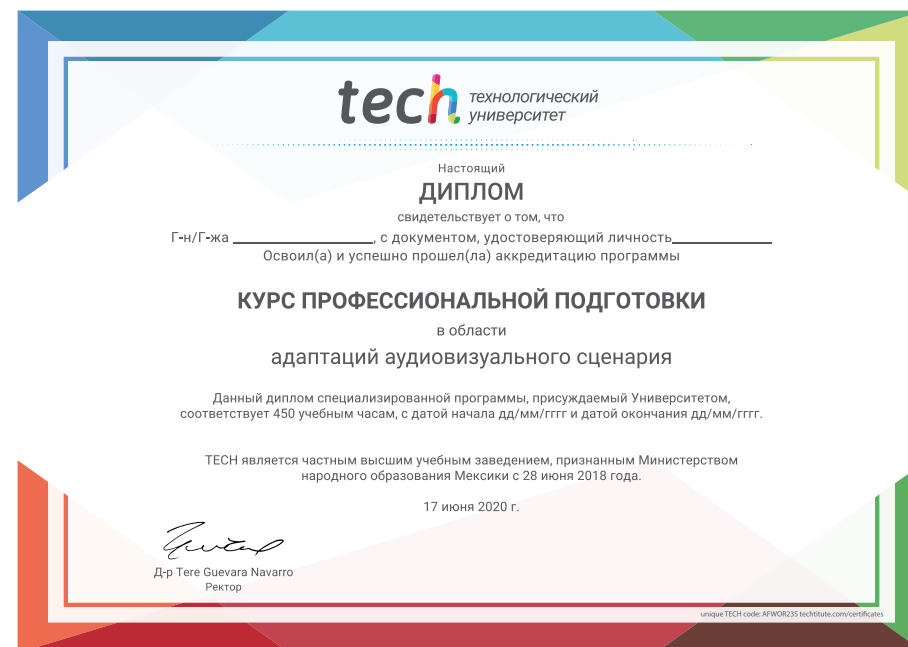 tech технологический
университет
Настоящий
ДИПЛОМ
свидетельствует о том, что
Г-н/Г-жа ______________, с документом, удостоверяющий личность__________
Освоил(а) и успешно прошел(ла) аккредитацию программы
КУРС ПРОФЕССИОНАЛЬНОЙ ПОДГОТОВКИ
в области
адаптаций аудиовизуального сценария
Данный диплом специализированной программы, присуждаемый Университетом,
соответствует 450 учебным часам, с датой начала дд/мм/гггг и датой окончания дд/мм/гггг.
TECH является частным высшим учебным заведением, признанным Министерством
народного образования Мексики с 28 июня 2018 года.
17 июня 2020 г.
Д-р Tere Guevara Navarro
Ректор
unique TECH code: AFWOR23S techtitute.com/certificates